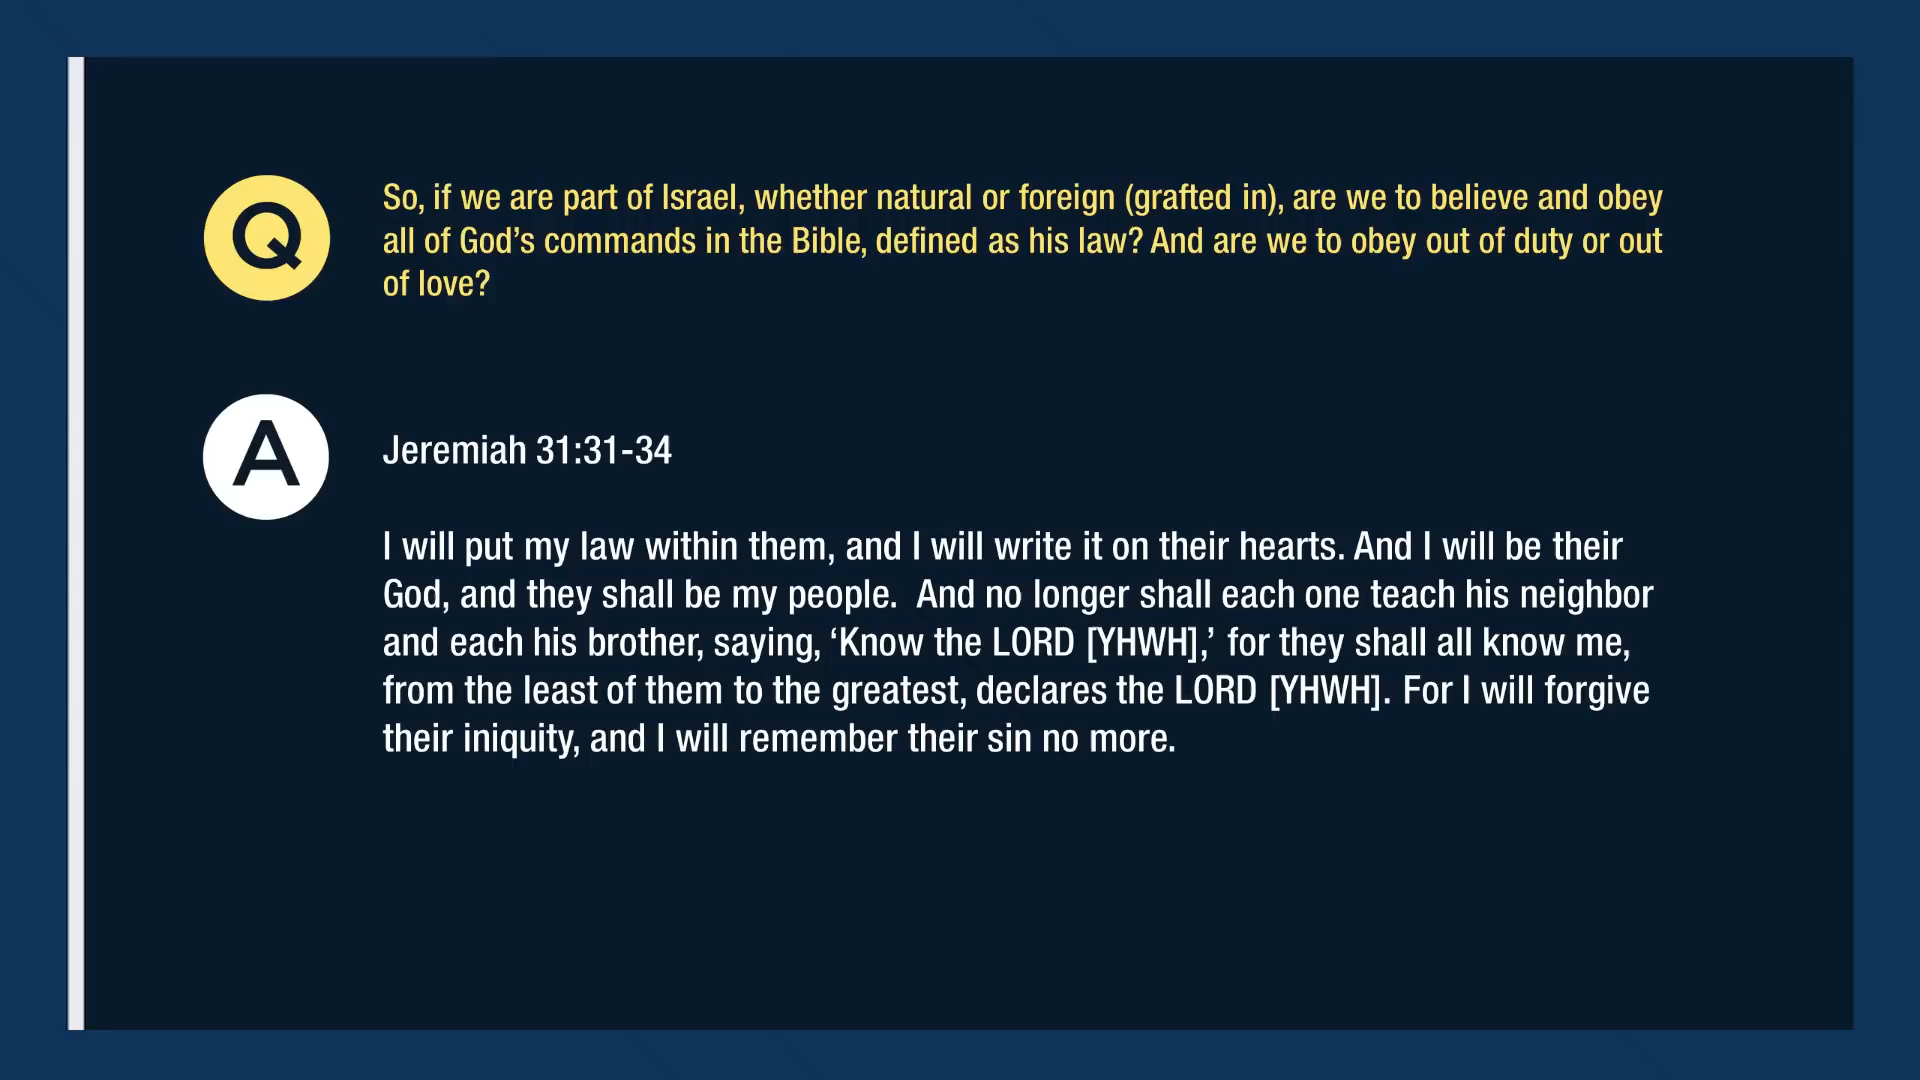 Q
So, if we are part of Israel, whether natural or foreign (grafted in), are we to believe and obey
all of God’s commands in the Bible, defined as his law? And are we to obey out of duty or out
of love?
A
Jeremiah 31:31-34
I will put my law within them, and I will write it on their hearts. And I will be their
God, and they shall be my people.  And no longer shall each one teach his neighbor
and each his brother, saying, ‘Know the LORD [YHWH],’ for they shall all know me,
from the least of them to the greatest, declares the LORD [YHWH]. For I will forgive
their iniquity, and I will remember their sin no more.